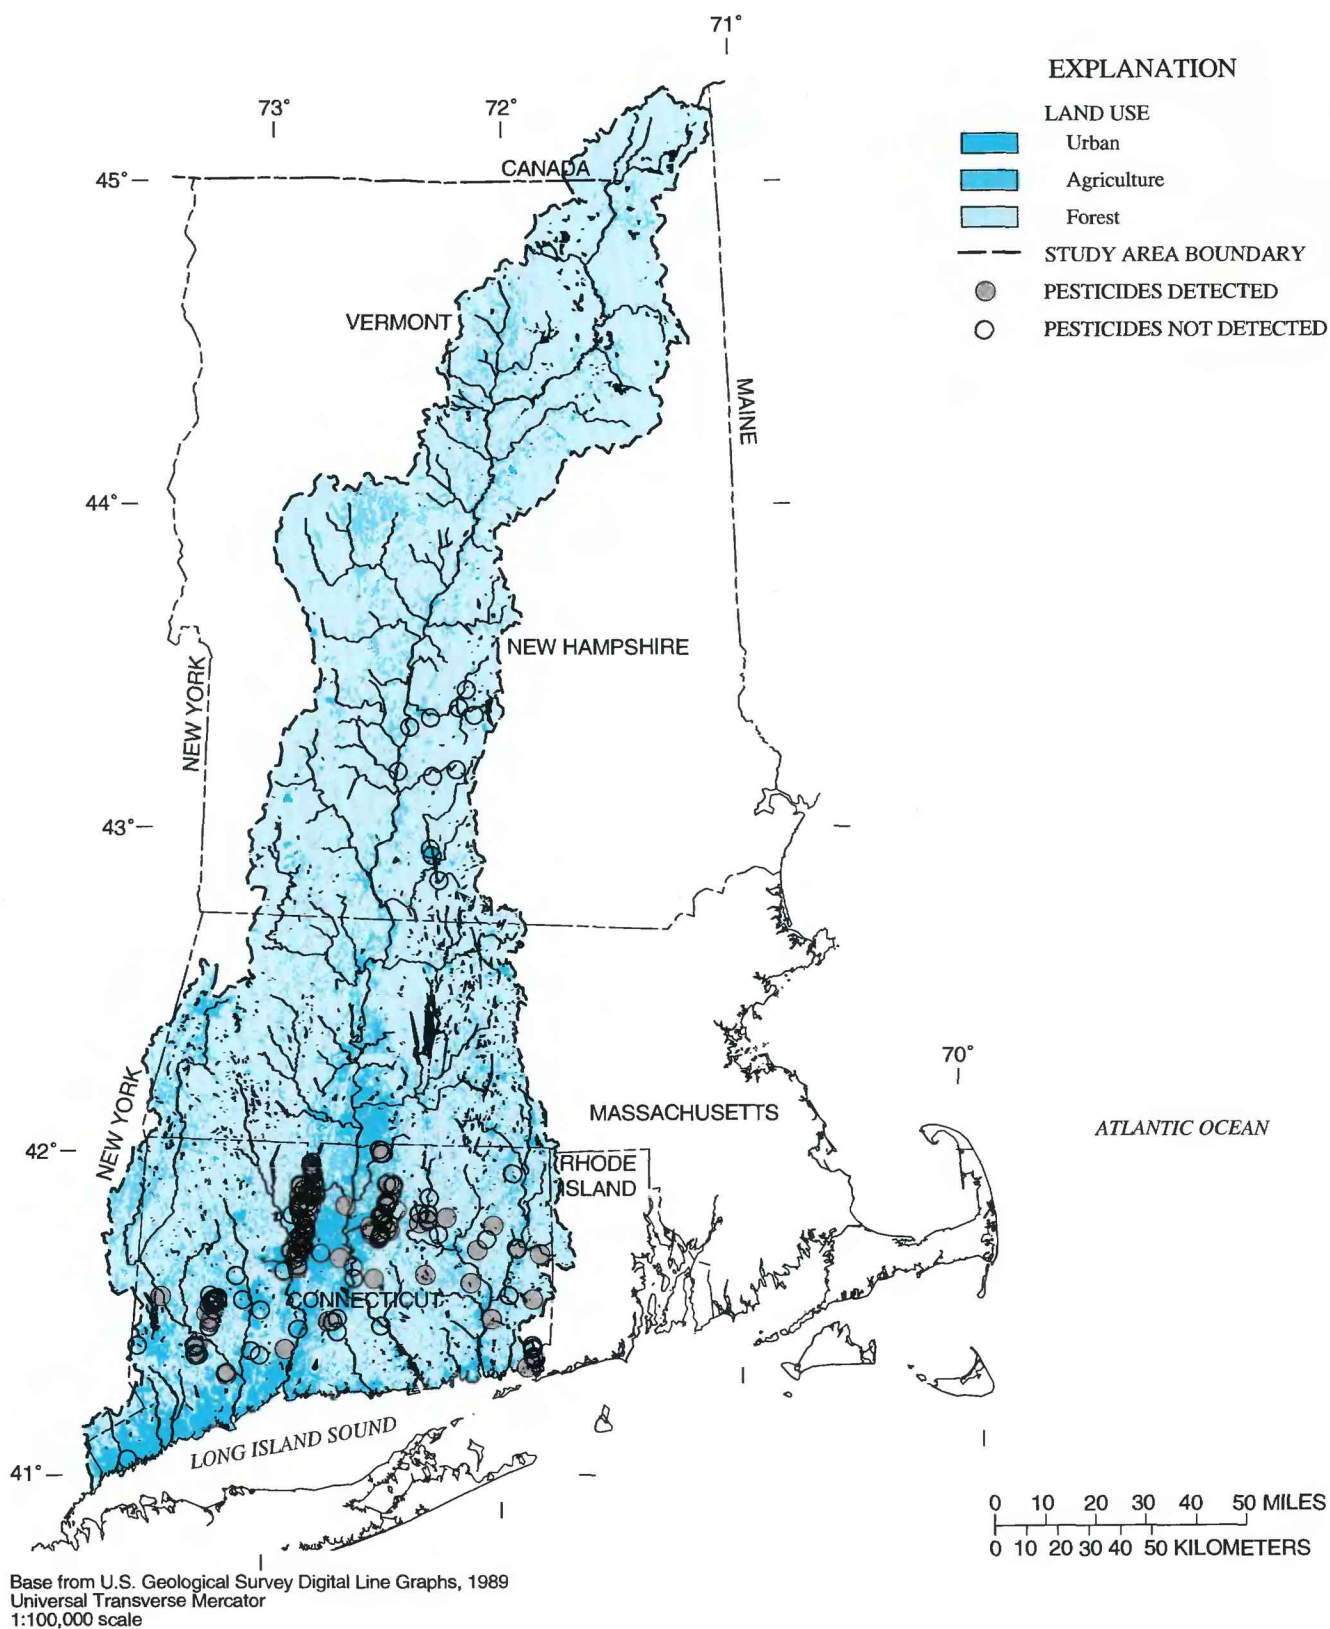 71°
EXPLANATION
73°
72°
LAND USE
Urban
CANADA
45°
Agriculture
Forest
STUDY AREA BOUNDARY
PESTICIDES DETECTED
VERMONT
PESTICIDES NOT DETECTED
MAINE
44°
NEW HAMPSHIRE
NEW YORK
43°
70°
NEW YORK
MASSACHUSETTS
ATLANTIC OCEAN
42°
RHODE
ISLAND
CONNECTICUT
LONG ISLAND SOUND
41°
0 10 20 30 40 50 MILES
0 10 20 30 40 50 KILOMETERS
Base from U.S. Geological Survey Digital Line Graphs, 1989
Universal Transverse Mercator
1:100,000 scale